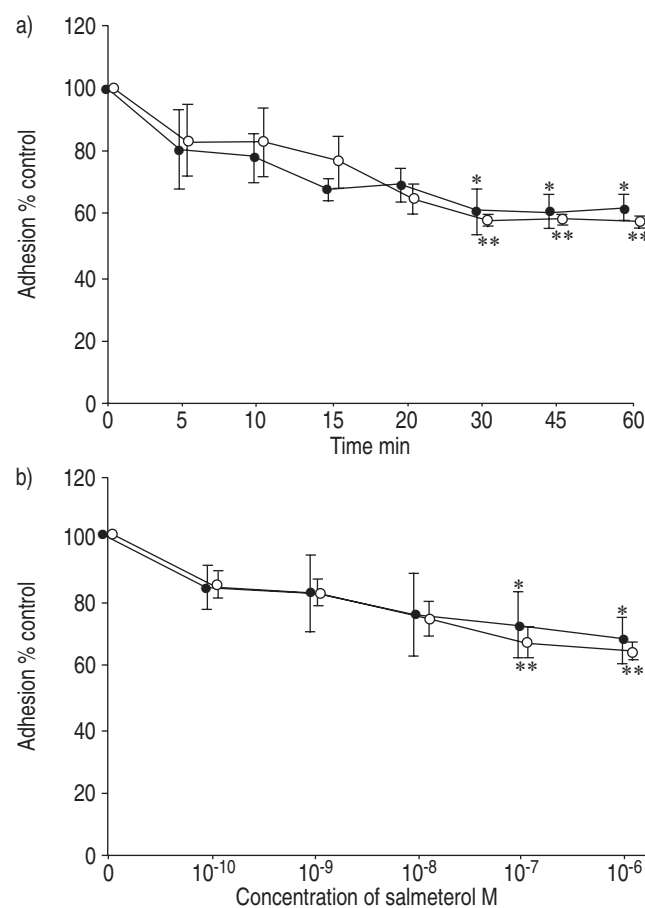 a)
120
100
80
60
40
20
0
Adhesion % control
* * *
** ** **
0 5 10 15 20 30 45 60
Time min
b)
120
100
80
60
40
20
0
Adhesion % control
* *
** **
0 10⁻¹⁰ 10⁻⁹ 10⁻⁸ 10⁻⁷ 10⁻⁶
Concentration of salmeterol M